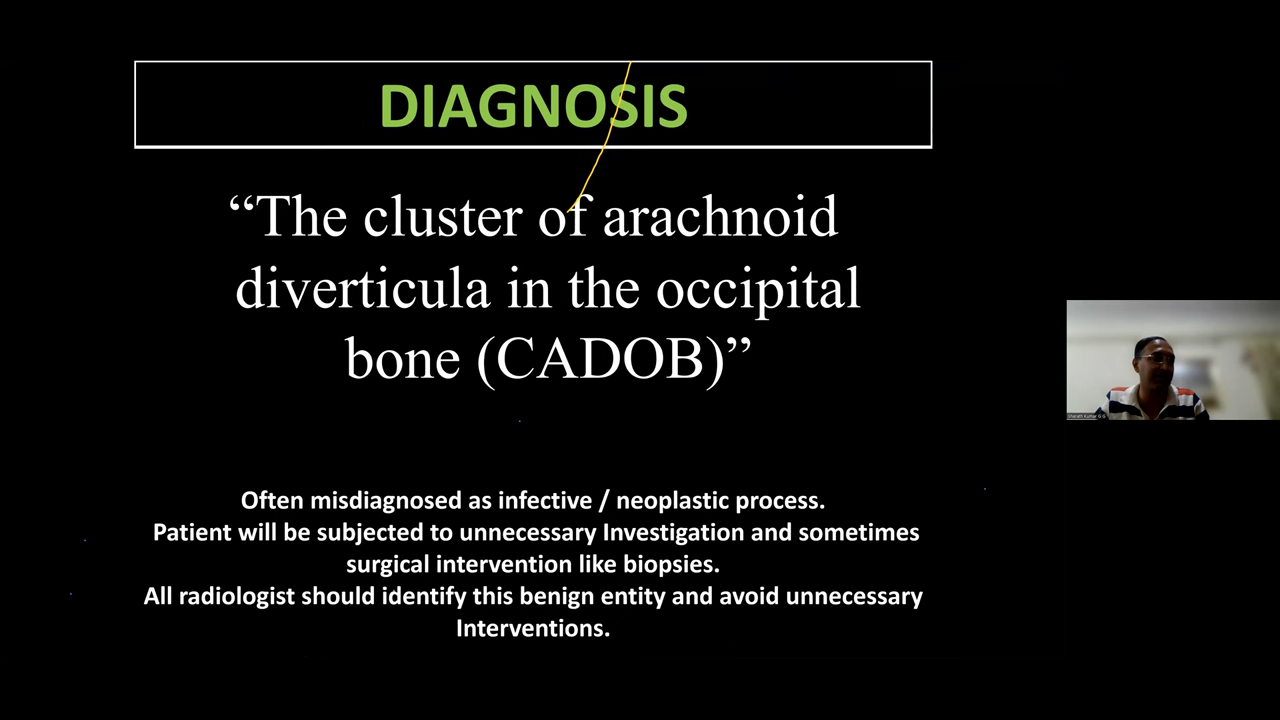 DIAGNOSIS
“The cluster of arachnoid
diverticula in the occipital
bone (CADOB)”
Often misdiagnosed as infective / neoplastic process.
Patient will be subjected to unnecessary Investigation and sometimes
surgical intervention like biopsies.
All radiologist should identify this benign entity and avoid unnecessary
Interventions.
Sharath Kumar G G